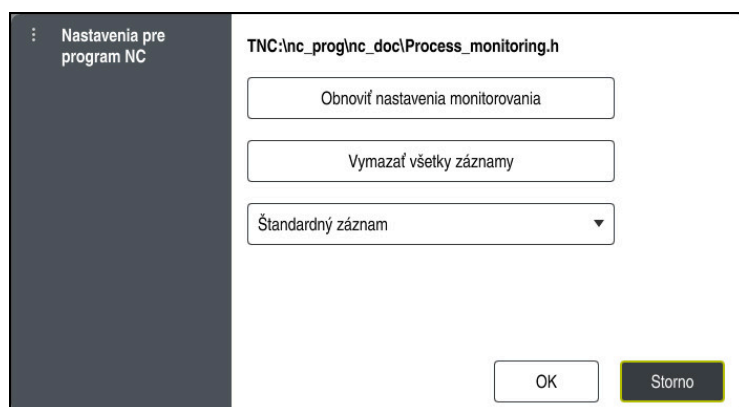 Nastavenia pre
program NC
TNC:\nc_prog\nc_doc\Process_monitoring.h
Obnoviť nastavenia monitorovania
Vymazať všetky záznamy
Štandardný záznam
OK
Storno